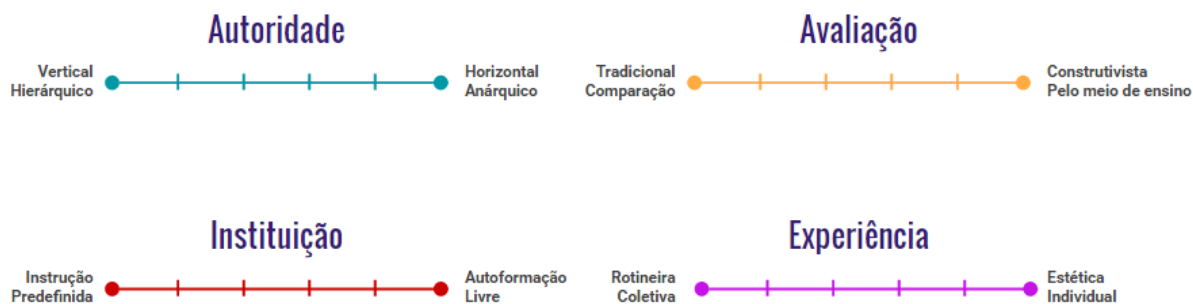 Autoridade
Vertical
Hierárquico
Horizontal
Anárquico
Avaliação
Tradicional
Comparação
Construtivista
Pelo meio de ensino
Instituição
Instrução
Predefinida
Autoformação
Livre
Experiência
Rotineira
Coletiva
Estética
Individual